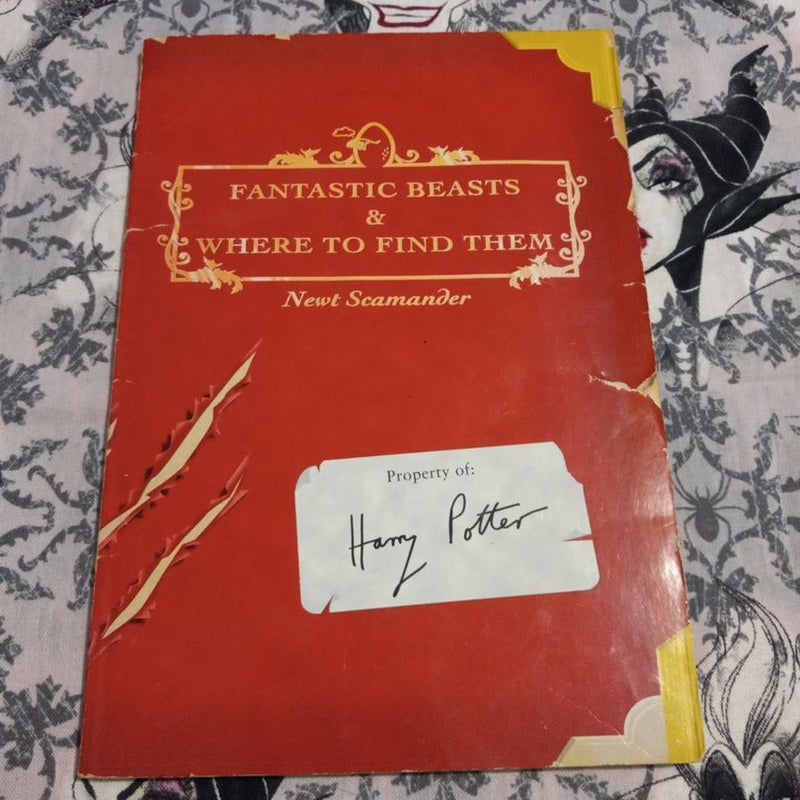 FANTASTIC BEASTS
&
WHERE TO FIND THEM
Newt Scamander
Property of:
Harry Potter